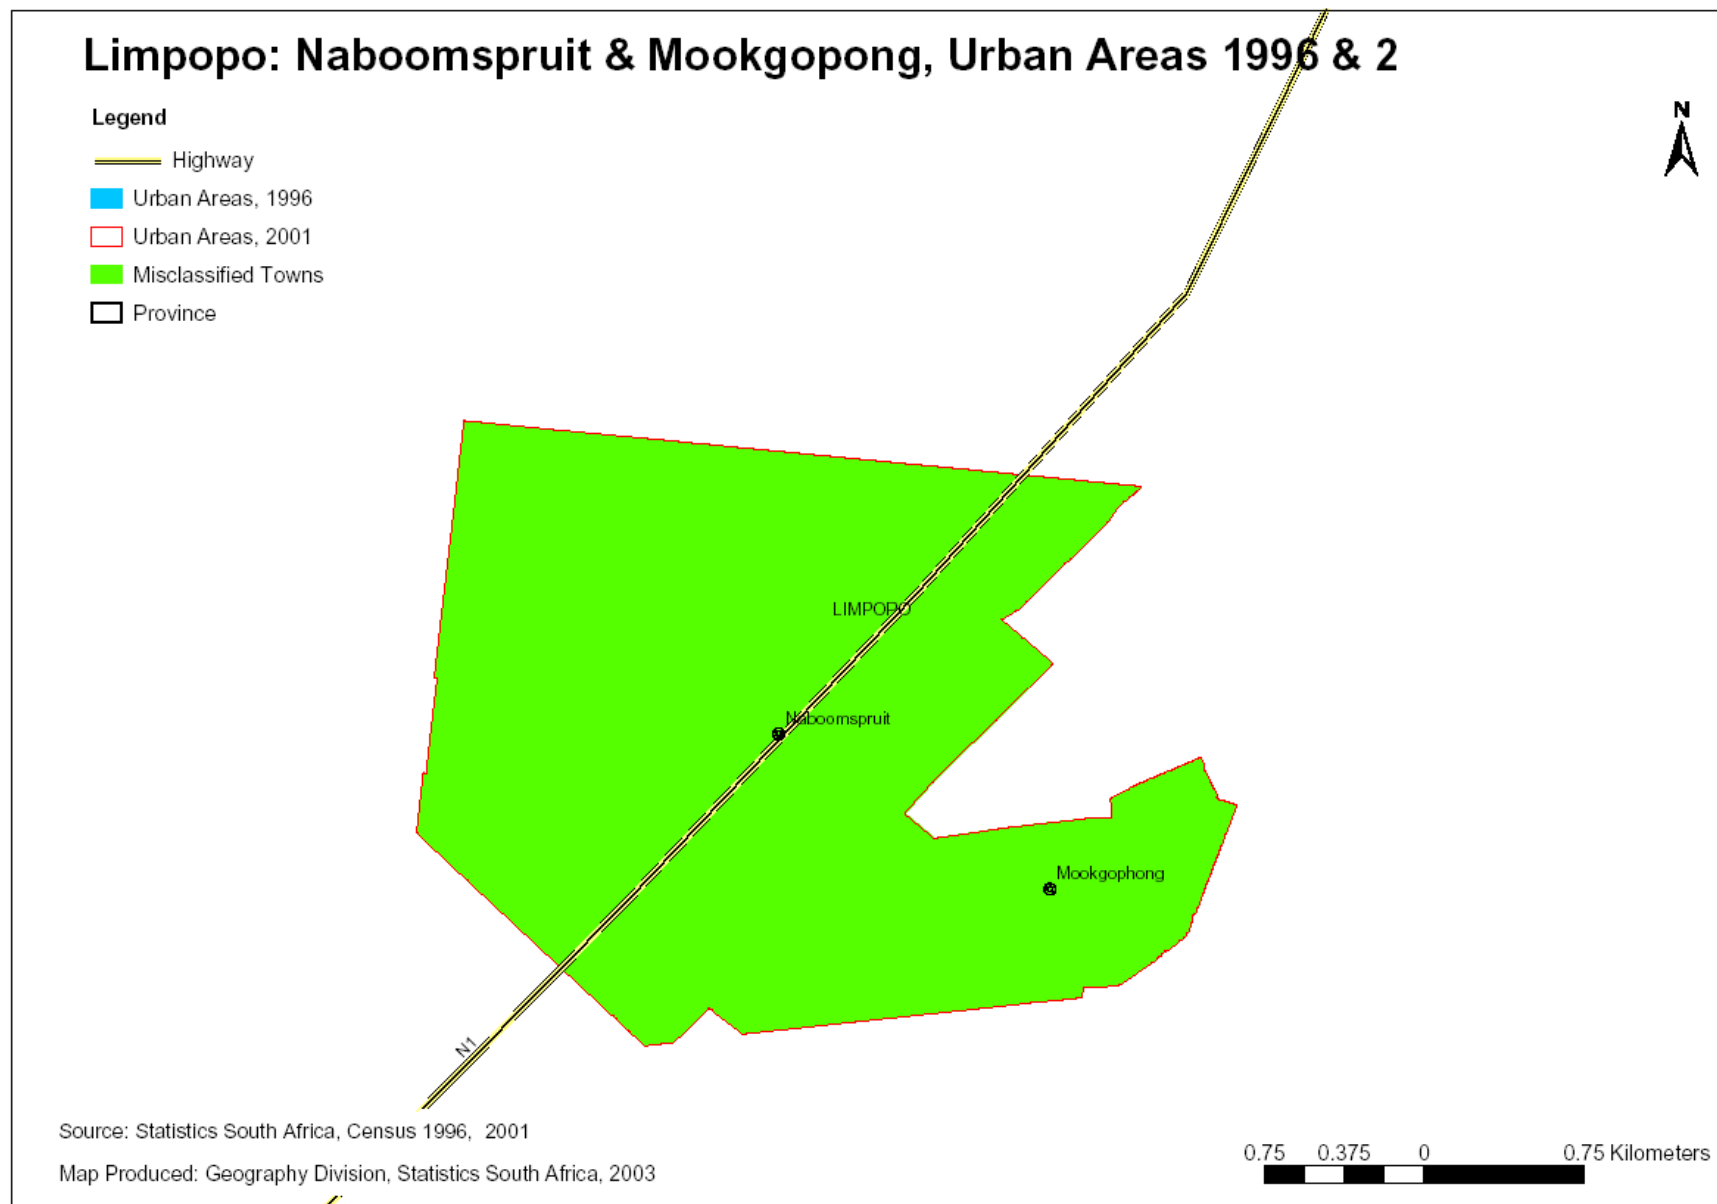 Limpopo: Naboomspruit & Mookgopong, Urban Areas 1996 & 2
Legend
Highway
Urban Areas, 1996
Urban Areas, 2001
Misclassified Towns
Province
N
LIMPOPO
Naboomspruit
Mookgophong
N1
Source: Statistics South Africa, Census 1996, 2001
Map Produced: Geography Division, Statistics South Africa, 2003
0.75 0.375 0 0.75 Kilometers